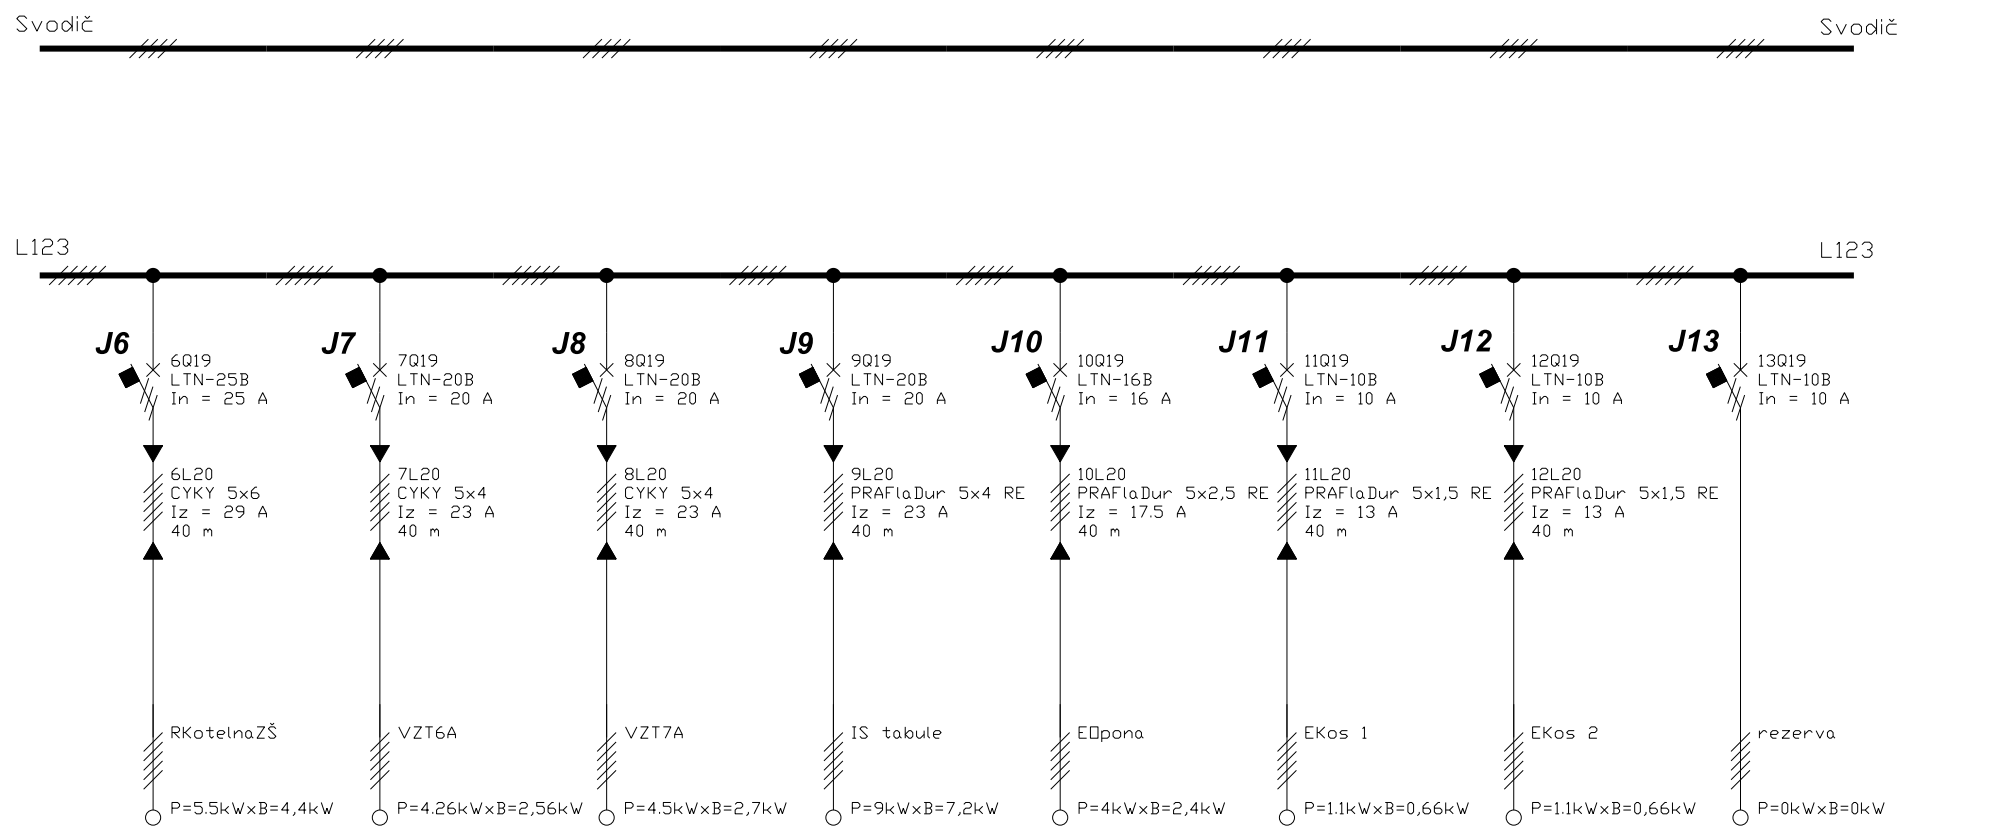 Svodič
Svodič
L123
L123
J6
6Q19
LTN-25B
In = 25 A
6L20
CYKY 5x6
Iz = 29 A
40 m
RKotelnaZŠ
P=5.5kWxB=4,4kW
J7
7Q19
LTN-20B
In = 20 A
7L20
CYKY 5x4
Iz = 23 A
40 m
VZT6A
P=4.26kWxB=2,56kW
J8
8Q19
LTN-20B
In = 20 A
8L20
CYKY 5x4
Iz = 23 A
40 m
VZT7A
P=4.5kWxB=2,7kW
J9
9Q19
LTN-20B
In = 20 A
9L20
PRAFlaDur 5x4 RE
Iz = 23 A
40 m
IS tabule
P=9kWxB=7,2kW
J10
10Q19
LTN-16B
In = 16 A
10L20
PRAFlaDur 5x2,5 RE
Iz = 17.5 A
40 m
E▯pona
P=4kWxB=2,4kW
J11
11Q19
LTN-10B
In = 10 A
11L20
PRAFlaDur 5x1,5 RE
Iz = 13 A
40 m
EKos 1
P=1.1kWxB=0,66kW
J12
12Q19
LTN-10B
In = 10 A
12L20
PRAFlaDur 5x1,5 RE
Iz = 13 A
40 m
EKos 2
P=1.1kWxB=0,66kW
J13
13Q19
LTN-10B
In = 10 A
rezerva
P=0kWxB=0kW